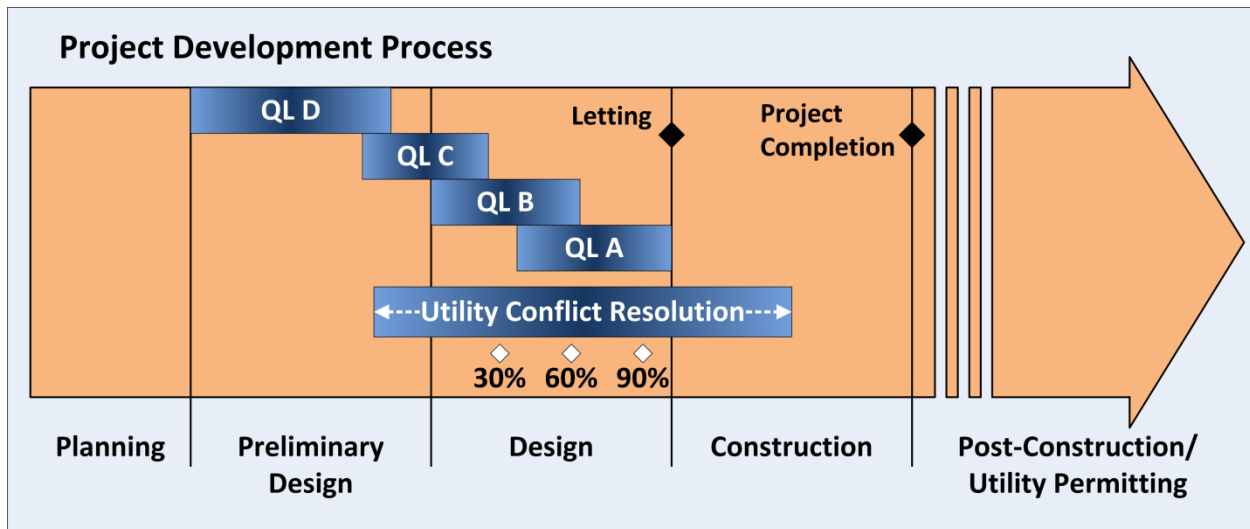 Project Development Process
QL D
QL C
QL B
QL A
Letting
Project
Completion
Utility Conflict Resolution
30%
60%
90%
Planning
Preliminary
Design
Design
Construction
Post-Construction/
Utility Permitting